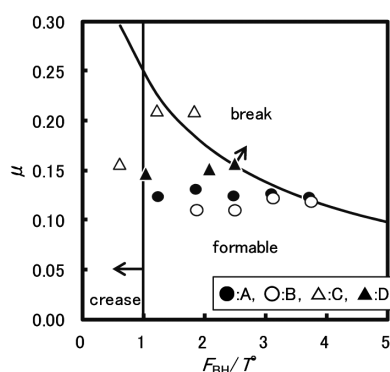 0.30
0.25
0.20
0.15
0.10
0.05
0.00
μ
break
formable
crease
●:A, ○:B, △:C, ▲:D
0 1 2 3 4 5
F_BH/T°